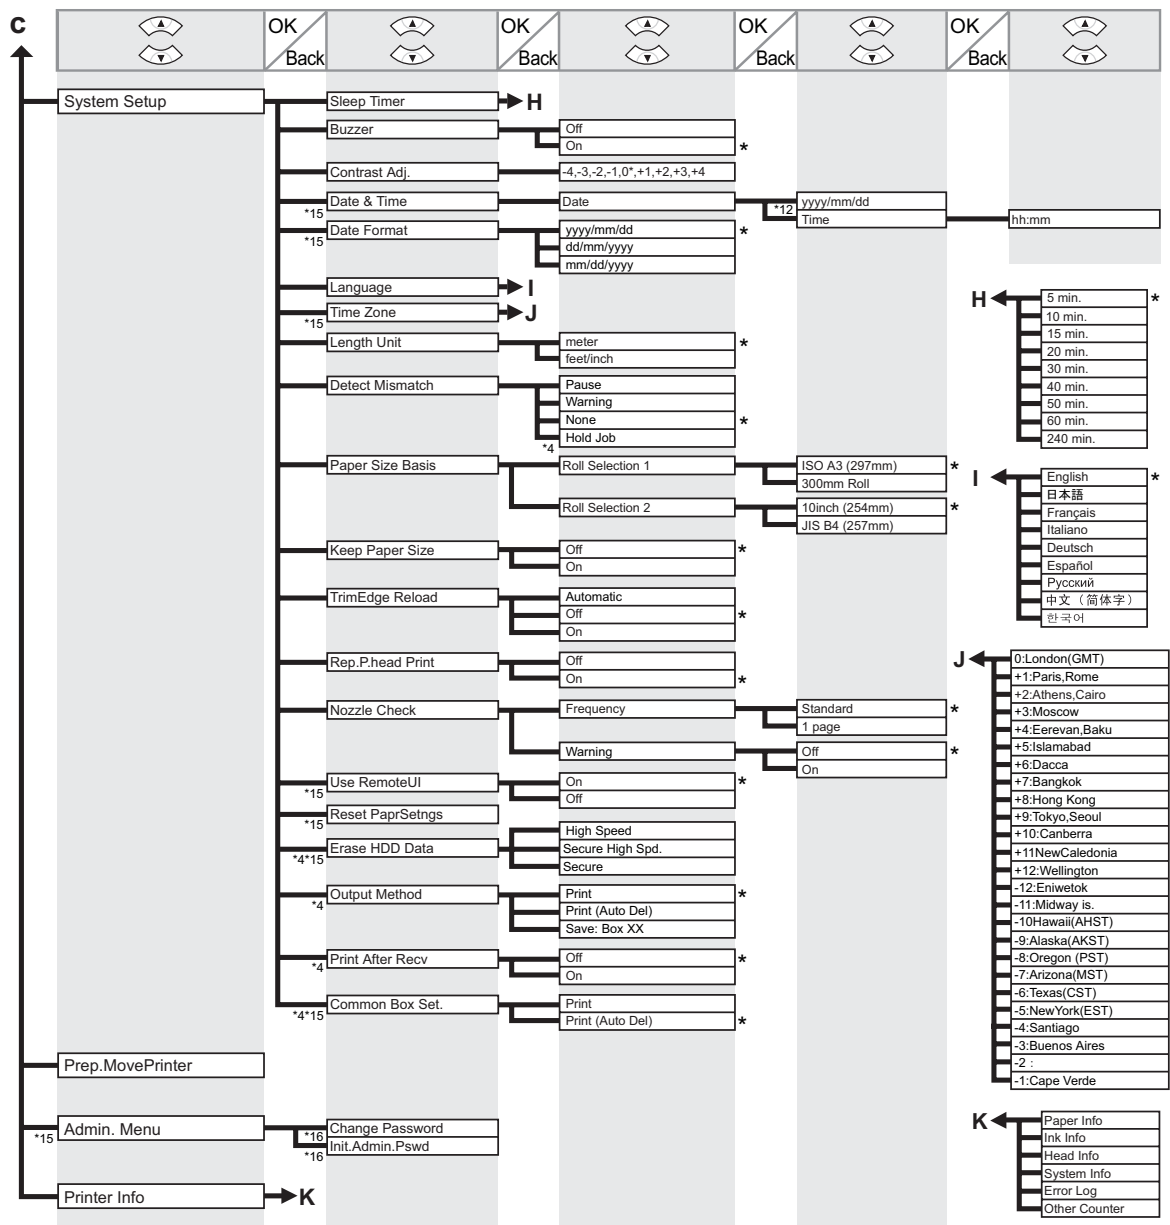 C
OK
Back
OK
Back
OK
Back
OK
Back
System Setup
Sleep Timer
H
Buzzer
Off
On
*
Contrast Adj.
-4,-3,-2,-1,0*,+1,+2,+3,+4
*15
Date & Time
Date
*12
yyyy/mm/dd
Time
hh:mm
*15
Date Format
yyyy/mm/dd
*
dd/mm/yyyy
mm/dd/yyyy
Language
I
*15
Time Zone
J
Length Unit
meter
*
feet/inch
Detect Mismatch
Pause
Warning
None
*
*4
Hold Job
Paper Size Basis
Roll Selection 1
ISO A3 (297mm)
*
300mm Roll
Roll Selection 2
10inch (254mm)
*
JIS B4 (257mm)
Keep Paper Size
Off
*
On
TrimEdge Reload
Automatic
Off
*
On
Rep.P.head Print
Off
On
*
Nozzle Check
Frequency
Standard
*
1 page
Warning
Off
*
On
*15
Use RemoteUI
On
*
Off
*15
Reset PaprSetngs
*4*15
Erase HDD Data
High Speed
Secure High Spd.
Secure
*4
Output Method
Print
*
Print (Auto Del)
Save: Box XX
*4
Print After Recv
Off
*
On
*4*15
Common Box Set.
Print
Print (Auto Del)
*
Prep.MovePrinter
*15
Admin. Menu
*16
Change Password
*16
Init.Admin.Pswd
Printer Info
K
H
5 min.
*
10 min.
15 min.
20 min.
30 min.
40 min.
50 min.
60 min.
240 min.
I
English
*
日本語
Français
Italiano
Deutsch
Español
Русский
中文（简体字）
한국어
J
0:London(GMT)
+1:Paris,Rome
+2:Athens,Cairo
+3:Moscow
+4:Eerevan,Baku
+5:Islamabad
+6:Dacca
+7:Bangkok
+8:Hong Kong
+9:Tokyo,Seoul
+10:Canberra
+11NewCaledonia
+12:Wellington
-12:Eniwetok
-11:Midway is.
-10Hawaii(AHST)
-9:Alaska(AKST)
-8:Oregon (PST)
-7:Arizona(MST)
-6:Texas(CST)
-5:NewYork(EST)
-4:Santiago
-3:Buenos Aires
-2 :
-1:Cape Verde
K
Paper Info
Ink Info
Head Info
System Info
Error Log
Other Counter